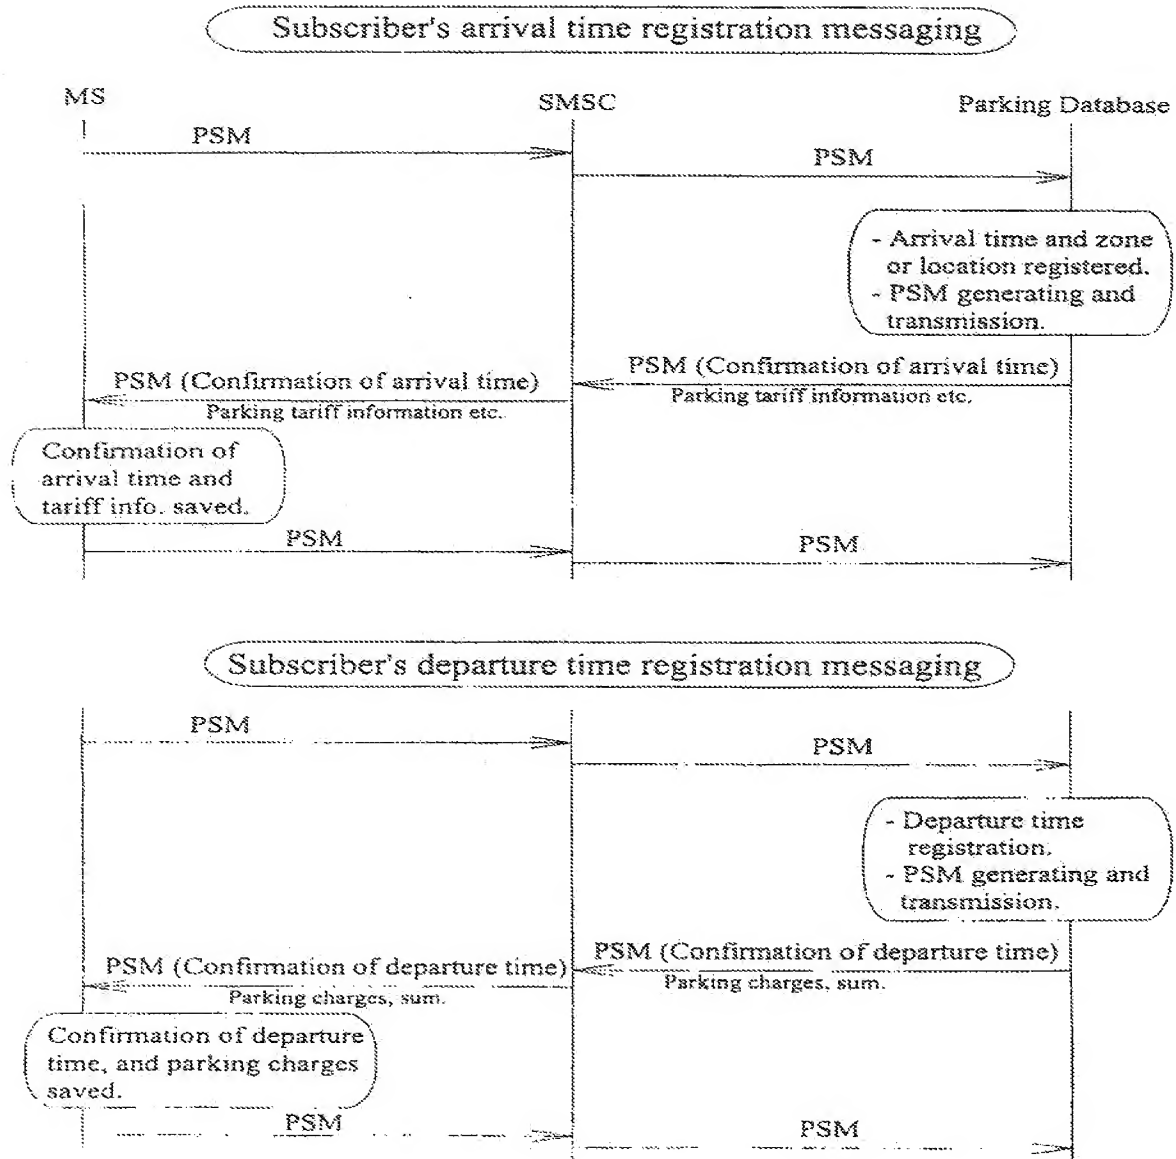 Subscriber's arrival time registration messaging
MS
SMSC
Parking Database
PSM
PSM
- Arrival time and zone
or location registered.
- PSM generating and
transmission.
PSM (Confirmation of arrival time)
Parking tariff information etc.
PSM (Confirmation of arrival time)
Parking tariff information etc.
Confirmation of
arrival time and
tariff info. saved.
PSM
PSM
Subscriber's departure time registration messaging
PSM
PSM
- Departure time
registration.
- PSM generating and
transmission.
PSM (Confirmation of departure time)
Parking charges, sum.
PSM (Confirmation of departure time)
Parking charges, sum.
Confirmation of departure
time, and parking charges
saved.
PSM
PSM